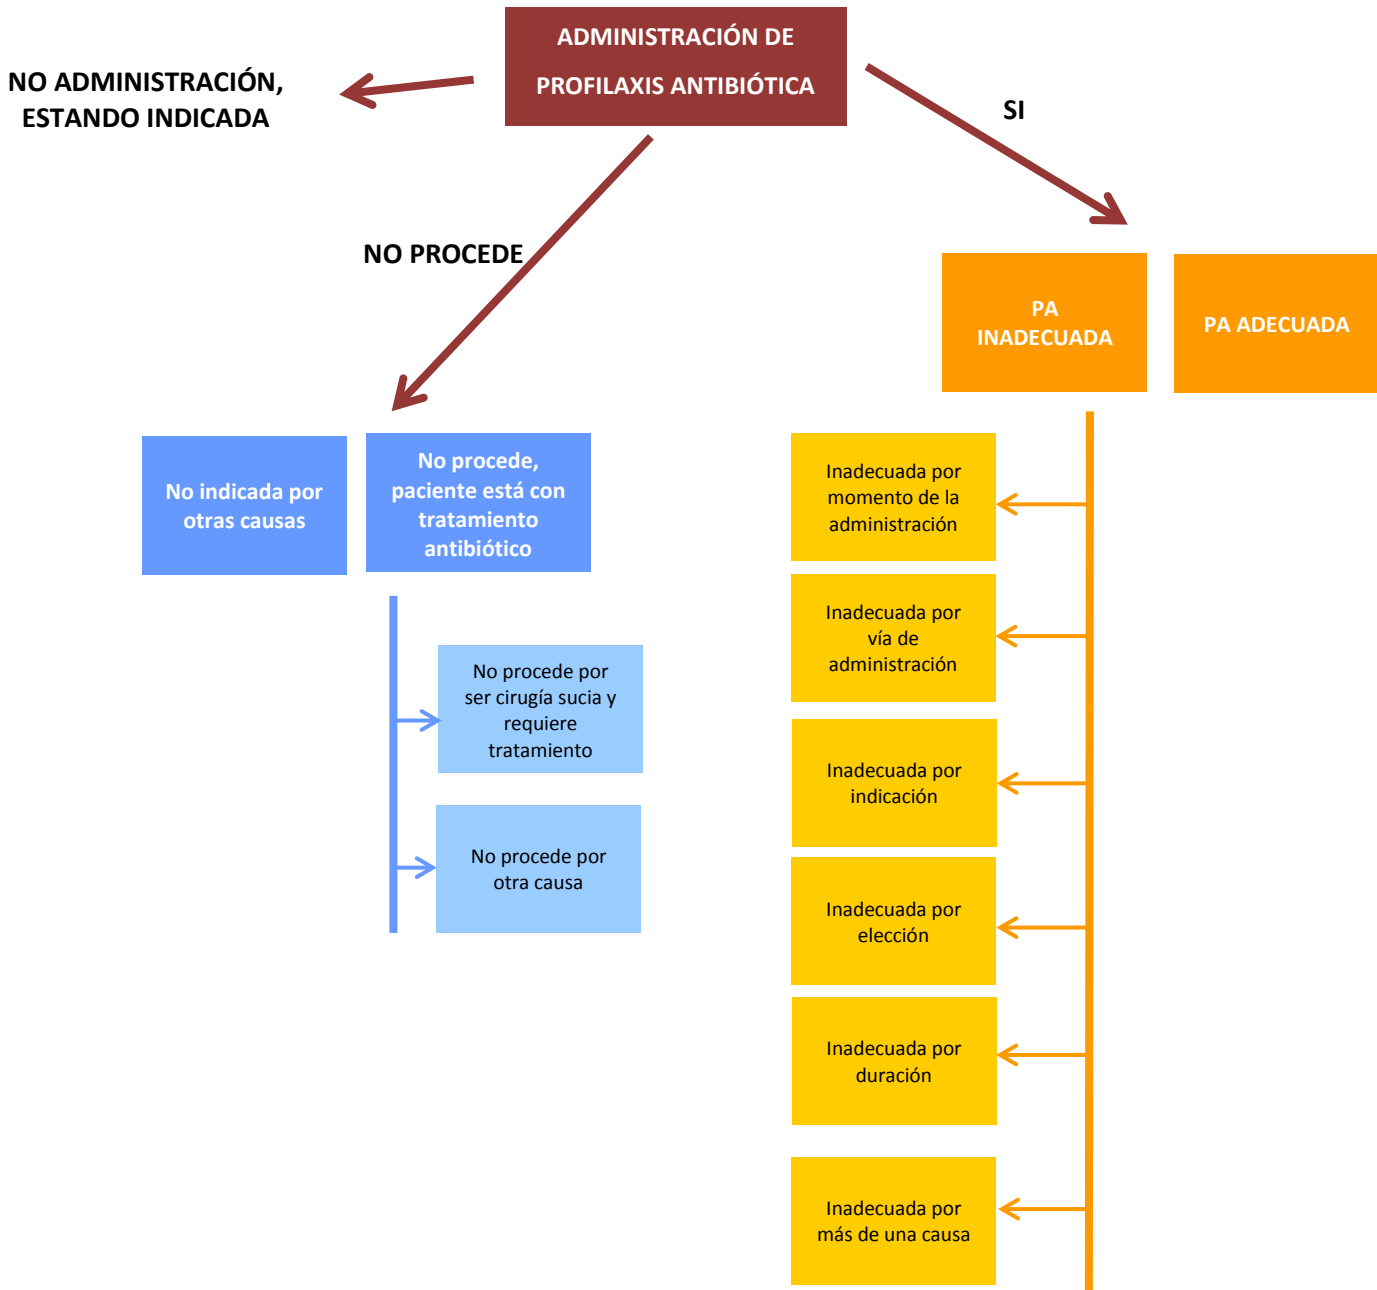 ADMINISTRACIÓN DE
PROFILAXIS ANTIBIÓTICA
NO ADMINISTRACIÓN,
ESTANDO INDICADA
SI
NO PROCEDE
PA
INADECUADA
PA ADECUADA
No indicada por
otras causas
No procede,
paciente está con
tratamiento
antibiótico
No procede por
ser cirugía sucia y
requiere
tratamiento
No procede por
otra causa
Inadecuada por
momento de la
administración
Inadecuada por
vía de
administración
Inadecuada por
indicación
Inadecuada por
elección
Inadecuada por
duración
Inadecuada por
más de una causa